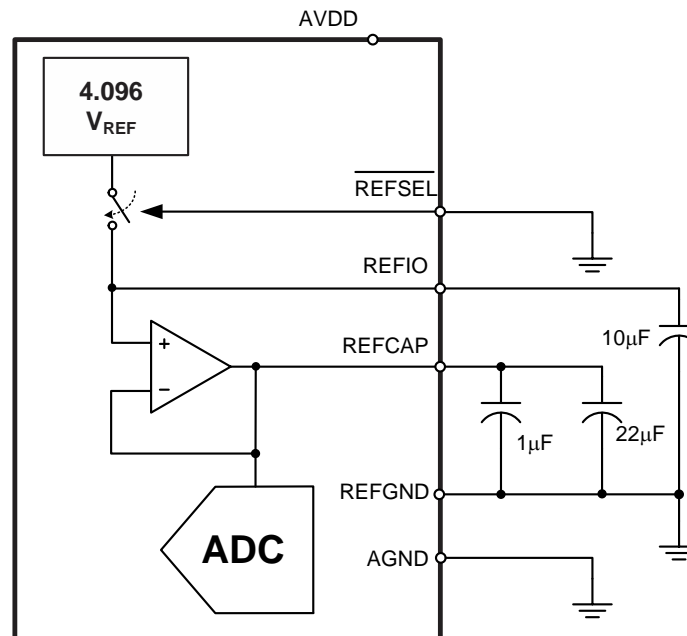 AVDD
4.096
VREF
REFSEL
REFIO
10μF
REFCAP
1μF
22μF
REFGND
ADC
AGND
+
−